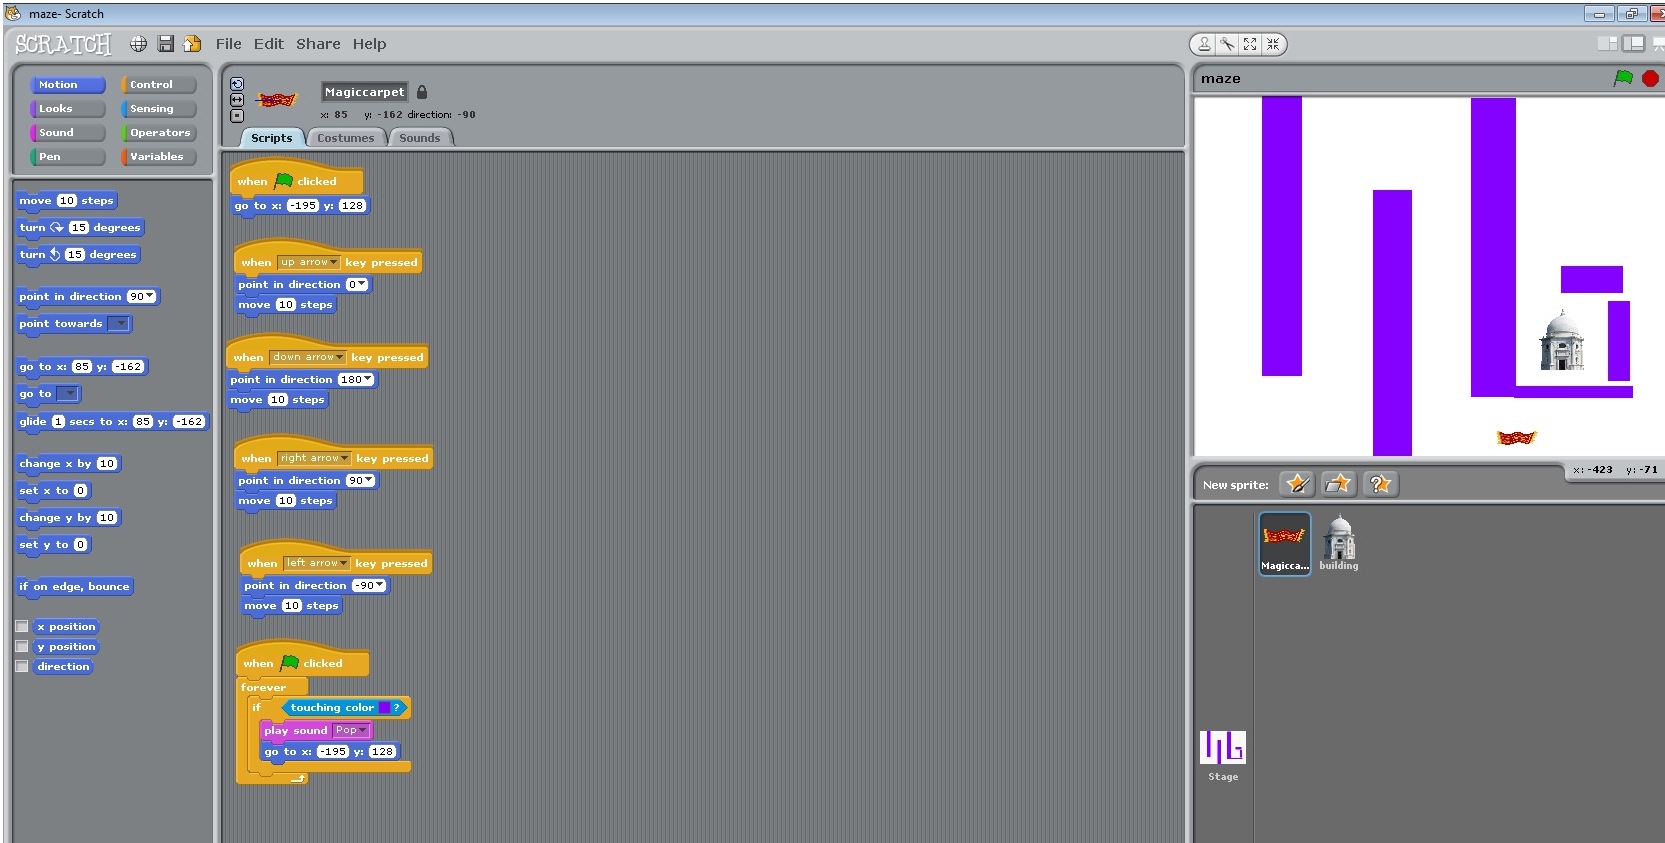 maze- Scratch
SCRATCH File Edit Share Help
Motion Control
Looks Sensing
Sound Operators
Pen Variables
move 10 steps
turn 15 degrees
turn 15 degrees
point in direction 90
point towards
go to x: 85 y: -162
go to
glide 1 secs to x: 85 y: -162
change x by 10
set x to 0
change y by 10
set y to 0
if on edge, bounce
x position
y position
direction
Magiccarpet
x: 85 y: -162 direction: -90
Scripts Costumes Sounds
when clicked
go to x: -195 y: 128
when up arrow key pressed
point in direction 0
move 10 steps
when down arrow key pressed
point in direction 180
move 10 steps
when right arrow key pressed
point in direction 90
move 10 steps
when left arrow key pressed
point in direction -90
move 10 steps
when clicked
forever
if touching color ?
play sound Pop
go to x: -195 y: 128
maze
x: -423 y: -71
New sprite: ?
Magicca... building
Stage